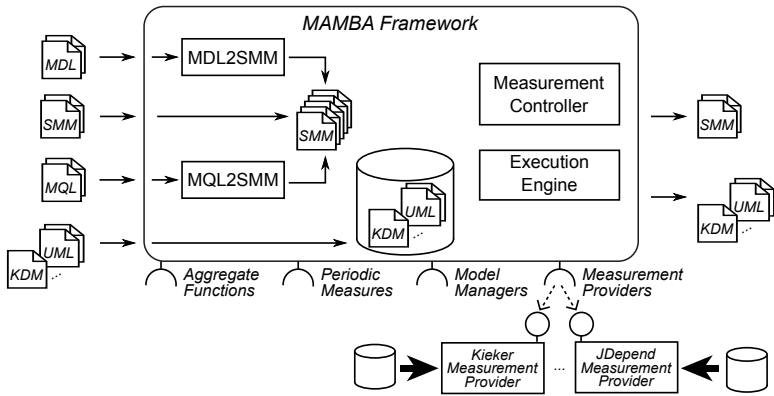 MAMBA Framework
MDL
MDL2SMM
Measurement
Controller
SMM
SMM
SMM
MQL
MQL2SMM
Execution
Engine
UML
KDM
...
UML
KDM
...
UML
KDM
...
Aggregate
Functions
Periodic
Measures
Model
Managers
Measurement
Providers
Kieker
Measurement
Provider
...
JDepend
Measurement
Provider